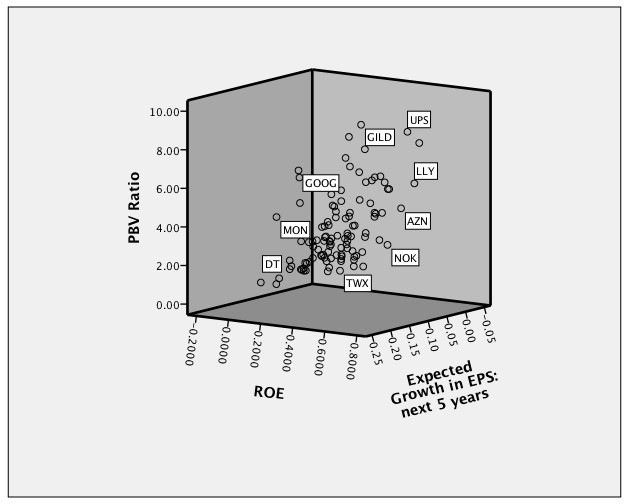 10.00
8.00
6.00
4.00
2.00
0.00
PBV Ratio
UPS
GILD
LLY
GOOG
AZN
MON
NOK
DT
TWX
-0.2000
0.0000
0.2000
0.4000
0.6000
0.8000
ROE
0.25
0.20
0.15
0.10
0.05
0.00
-0.05
Expected
Growth in EPS:
next 5 years